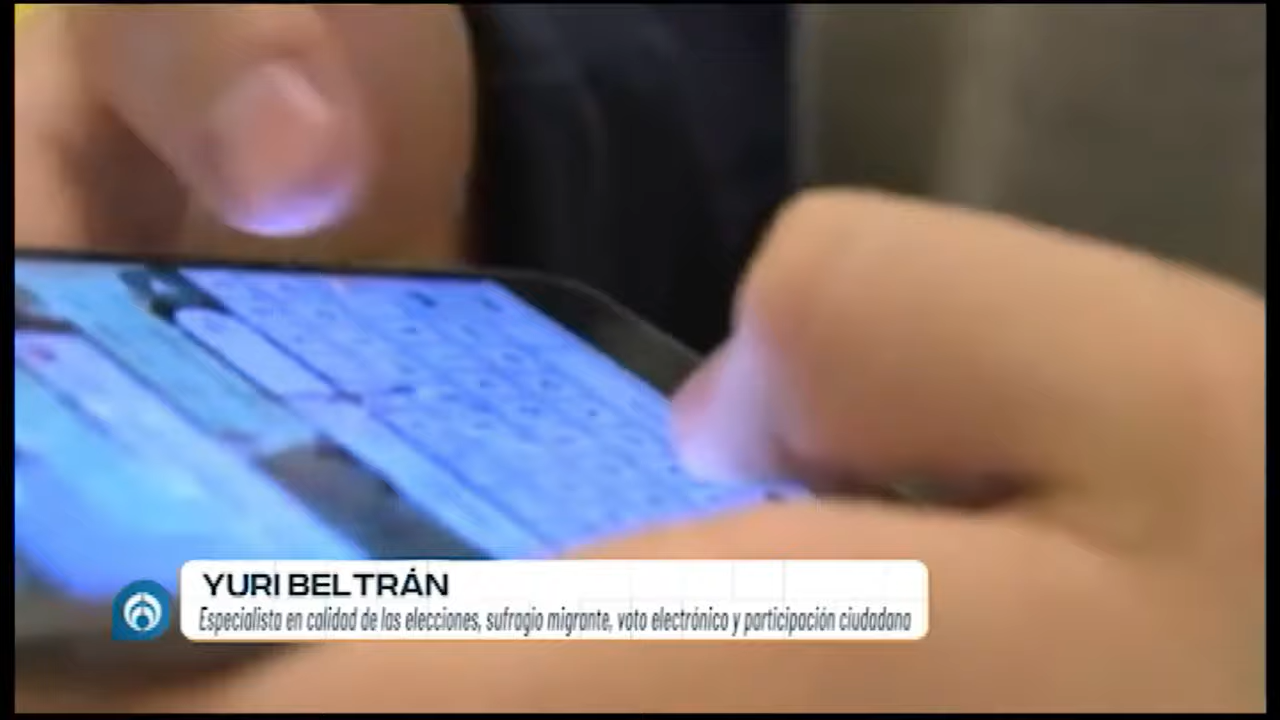 YURI BELTRÁN
Especialista en calidad de las elecciones, sufragio migrante, voto electrónico y participación ciudadana